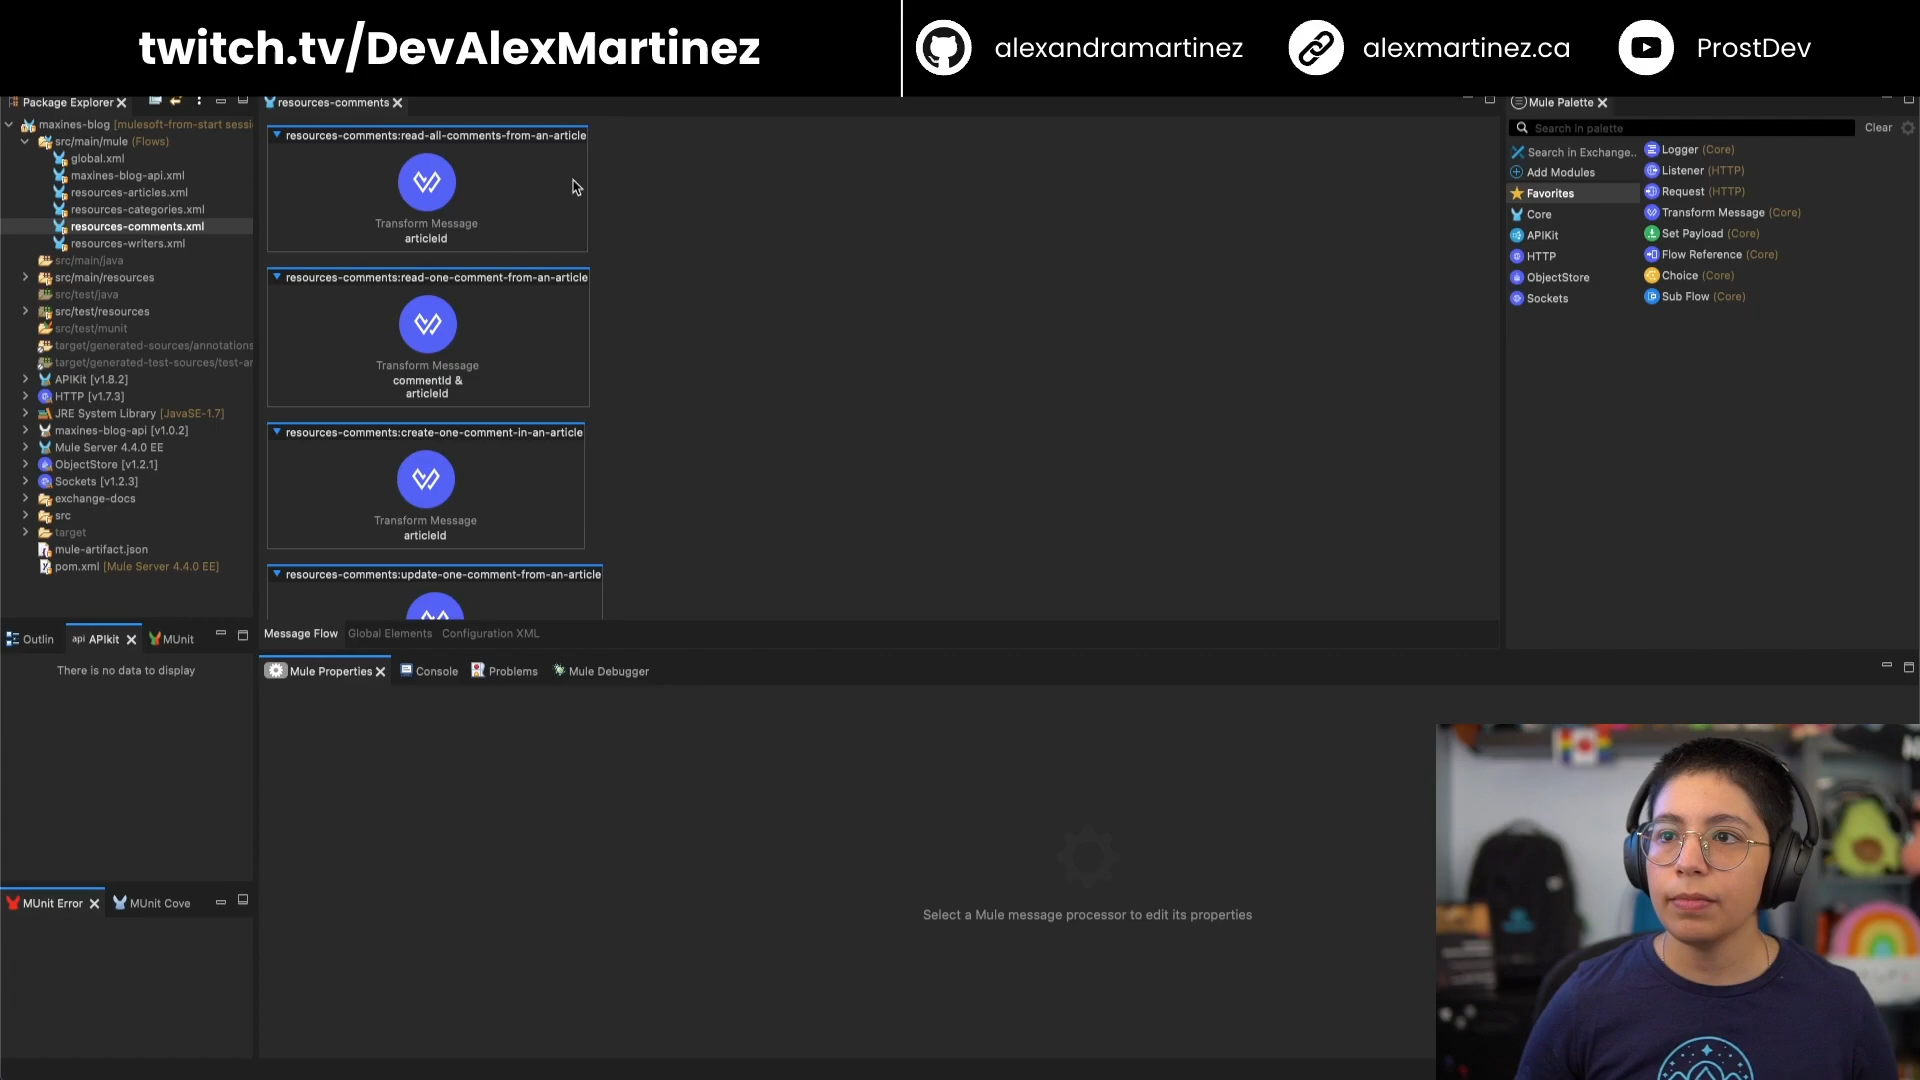 twitch.tv/DevAlexMartinez
alexandramartinez
alexmartinez.ca
ProstDev
Package Explorer
maxines-blog [mulesoft-from-start sessi
src/main/mule (Flows)
global.xml
maxines-blog-api.xml
resources-articles.xml
resources-categories.xml
resources-comments.xml
resources-writers.xml
src/main/java
src/main/resources
src/test/java
src/test/resources
src/test/munit
target/generated-sources/annotations
target/generated-test-sources/test-an
APIKit [v1.8.2]
HTTP [v1.7.3]
JRE System Library [JavaSE-1.7]
maxines-blog-api [v1.0.2]
Mule Server 4.4.0 EE
ObjectStore [v1.2.1]
Sockets [v1.2.3]
exchange-docs
src
target
mule-artifact.json
pom.xml [Mule Server 4.4.0 EE]
Outlin
api APIkit
MUnit
There is no data to display
MUnit Error
MUnit Cove
resources-comments
resources-comments:read-all-comments-from-an-article
Transform Message
articleId
resources-comments:read-one-comment-from-an-article
Transform Message
commentId &
articleId
resources-comments:create-one-comment-in-an-article
Transform Message
articleId
resources-comments:update-one-comment-from-an-article
Message Flow
Global Elements
Configuration XML
Mule Properties
Console
Problems
Mule Debugger
Select a Mule message processor to edit its properties
Mule Palette
Search in palette
Clear
Search in Exchange..
Add Modules
Favorites
Core
APIKit
HTTP
ObjectStore
Sockets
Logger (Core)
Listener (HTTP)
Request (HTTP)
Transform Message (Core)
Set Payload (Core)
Flow Reference (Core)
Choice (Core)
Sub Flow (Core)